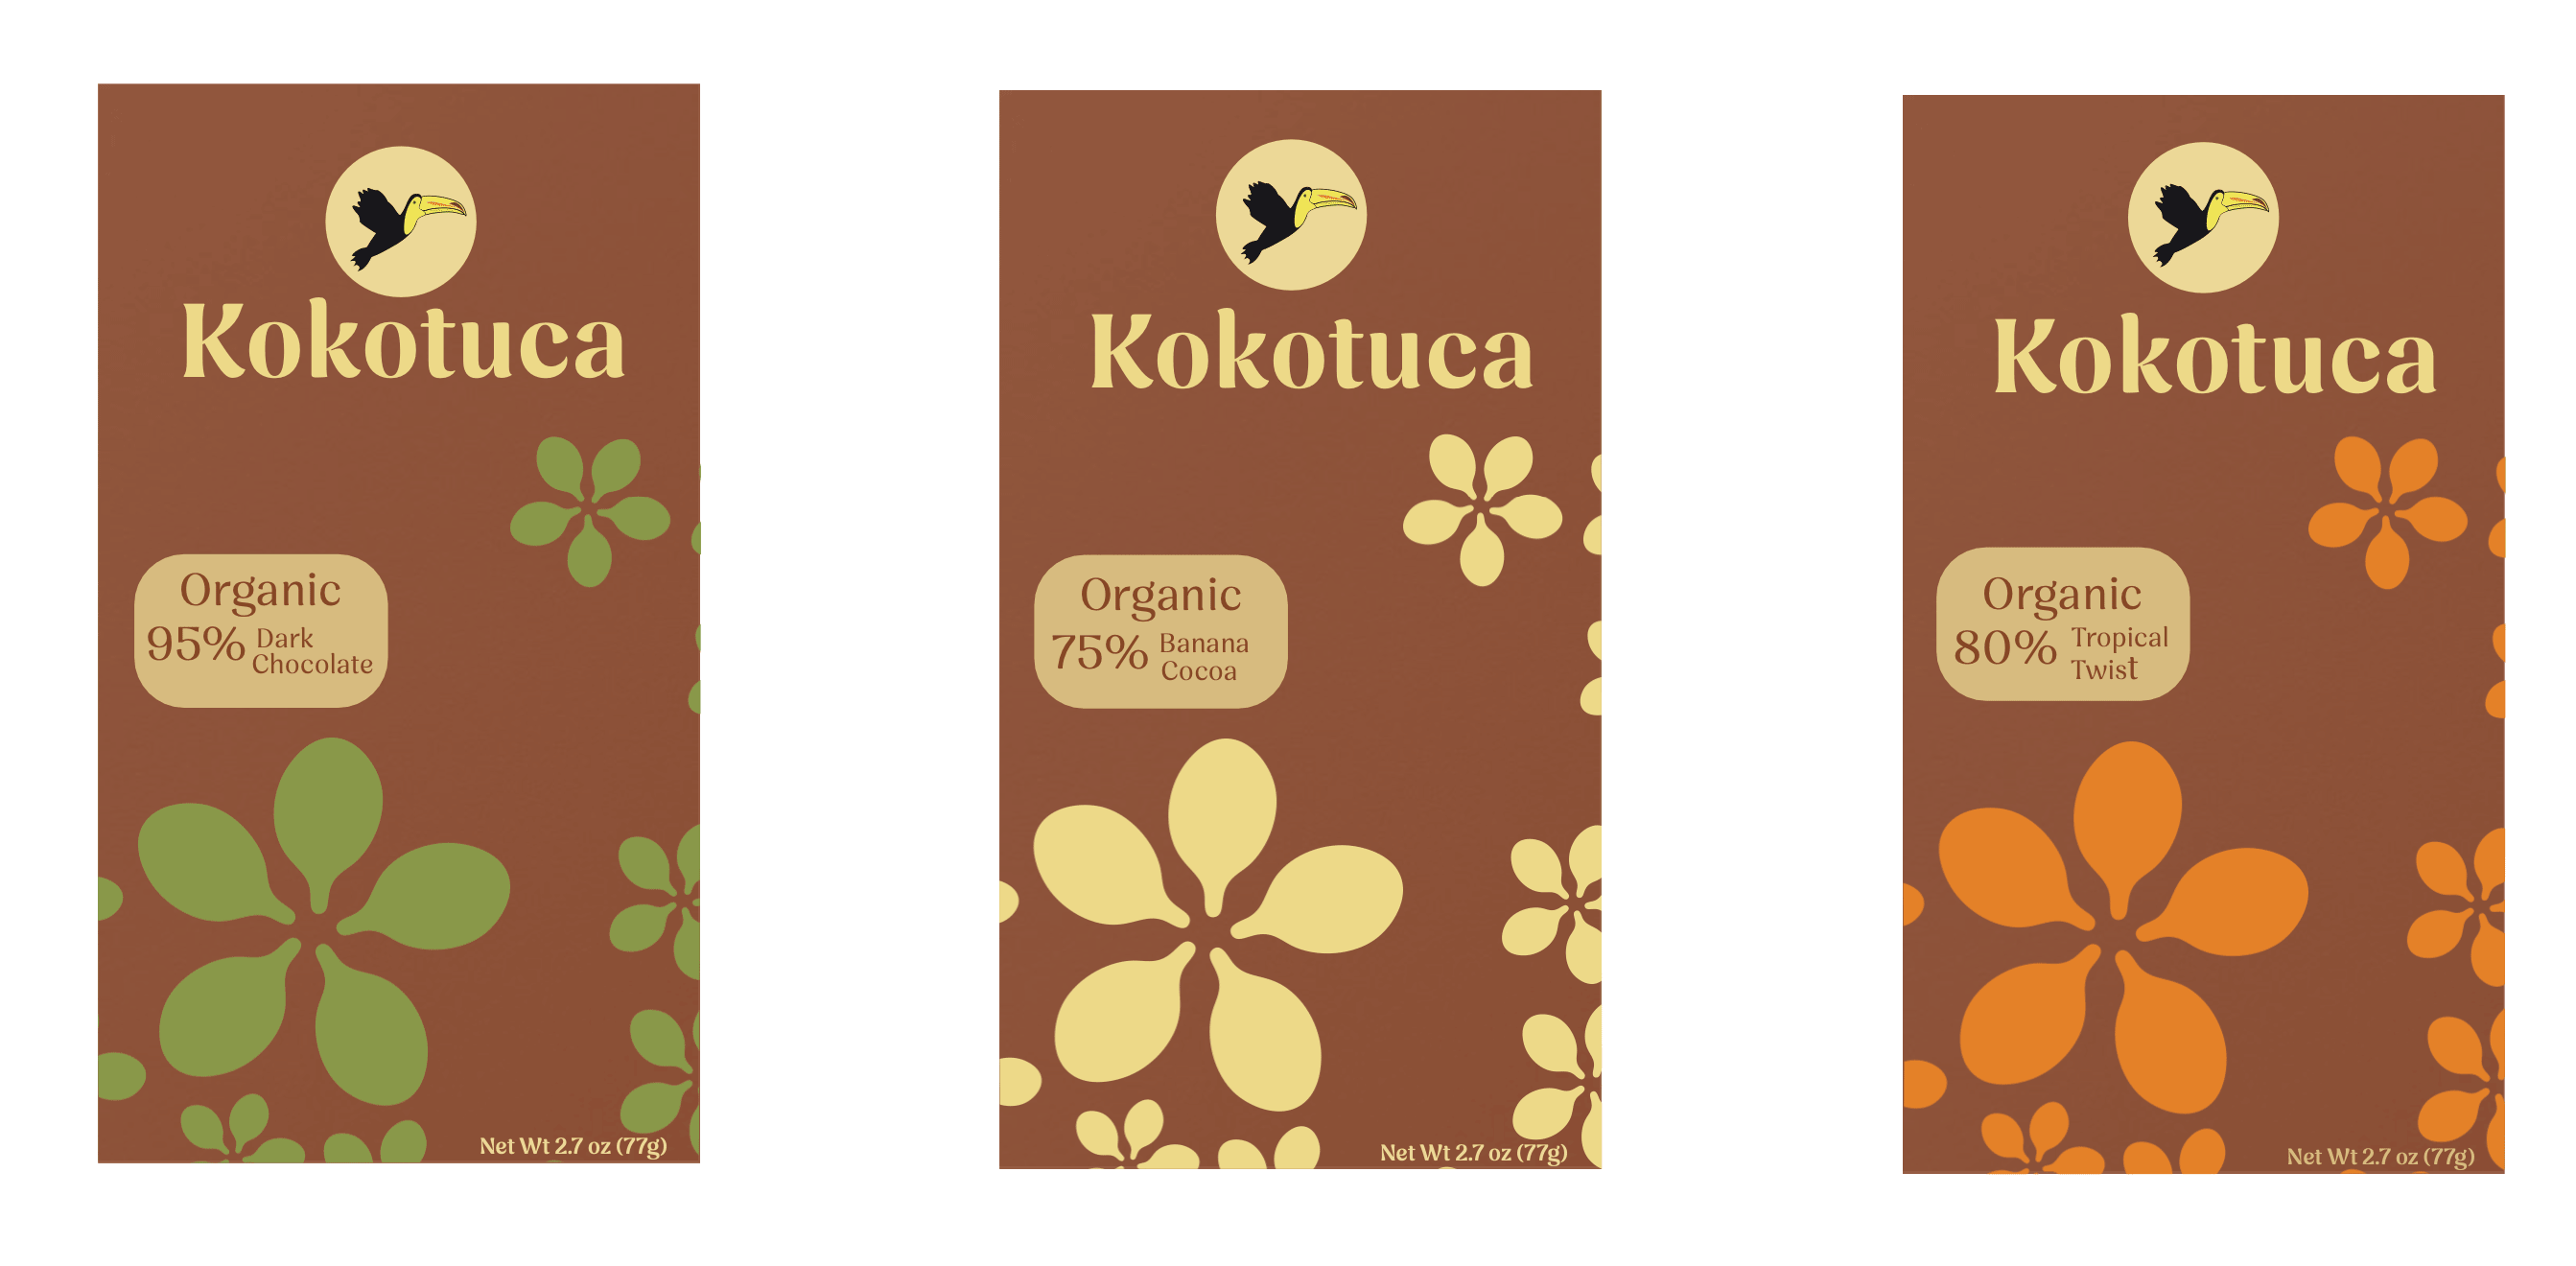 Kokotuca
Organic
95% Dark
Chocolate
Net Wt 2.7 oz (77g)
Kokotuca
Organic
75% Banana
Cocoa
Net Wt 2.7 oz (77g)
Kokotuca
Organic
80% Tropical
Twist
Net Wt 2.7 oz (77g)